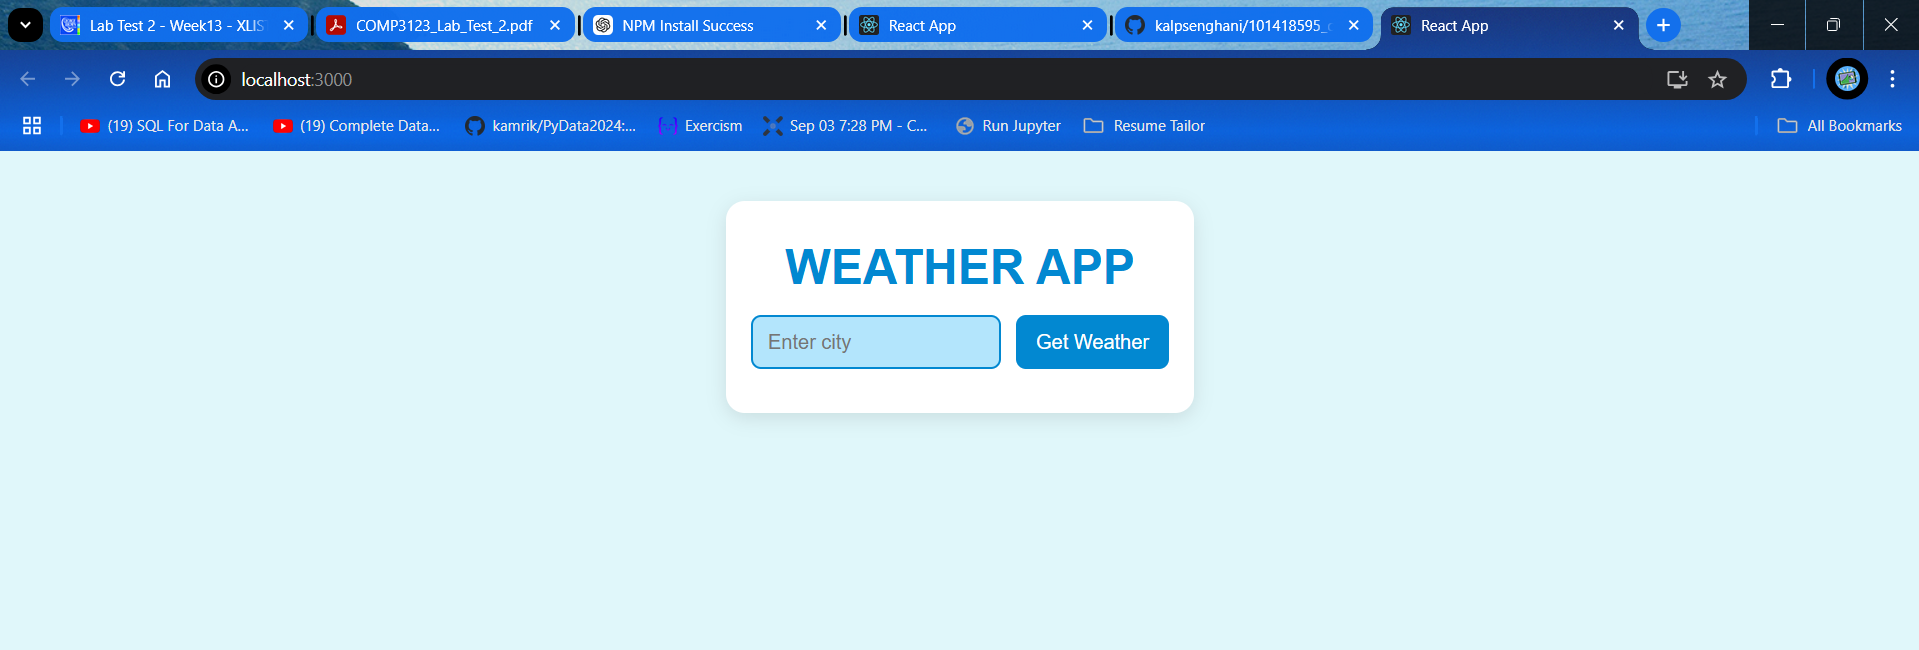 Lab Test 2 - Week13 - XLIS
COMP3123_Lab_Test_2.pdf
NPM Install Success
React App
kalpsenghani/101418595_
React App
localhost:3000
(19) SQL For Data A...
(19) Complete Data...
kamrik/PyData2024:...
Exercism
Sep 03 7:28 PM - C...
Run Jupyter
Resume Tailor
All Bookmarks
WEATHER APP
Enter city
Get Weather